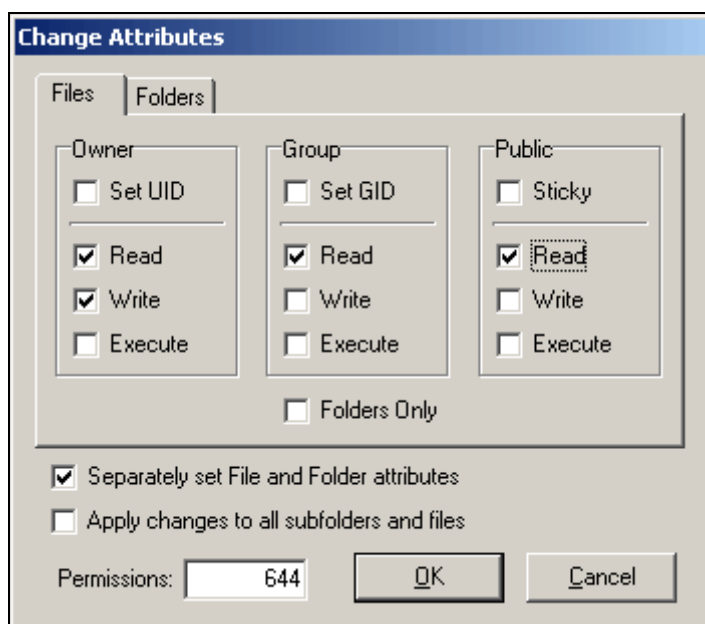 Change Attributes
Files Folders
Owner Group Public
Set UID Set GID Sticky
Read Read Read
Write Write Write
Execute Execute Execute
Folders Only
Separately set File and Folder attributes
Apply changes to all subfolders and files
Permissions: 644 OK Cancel